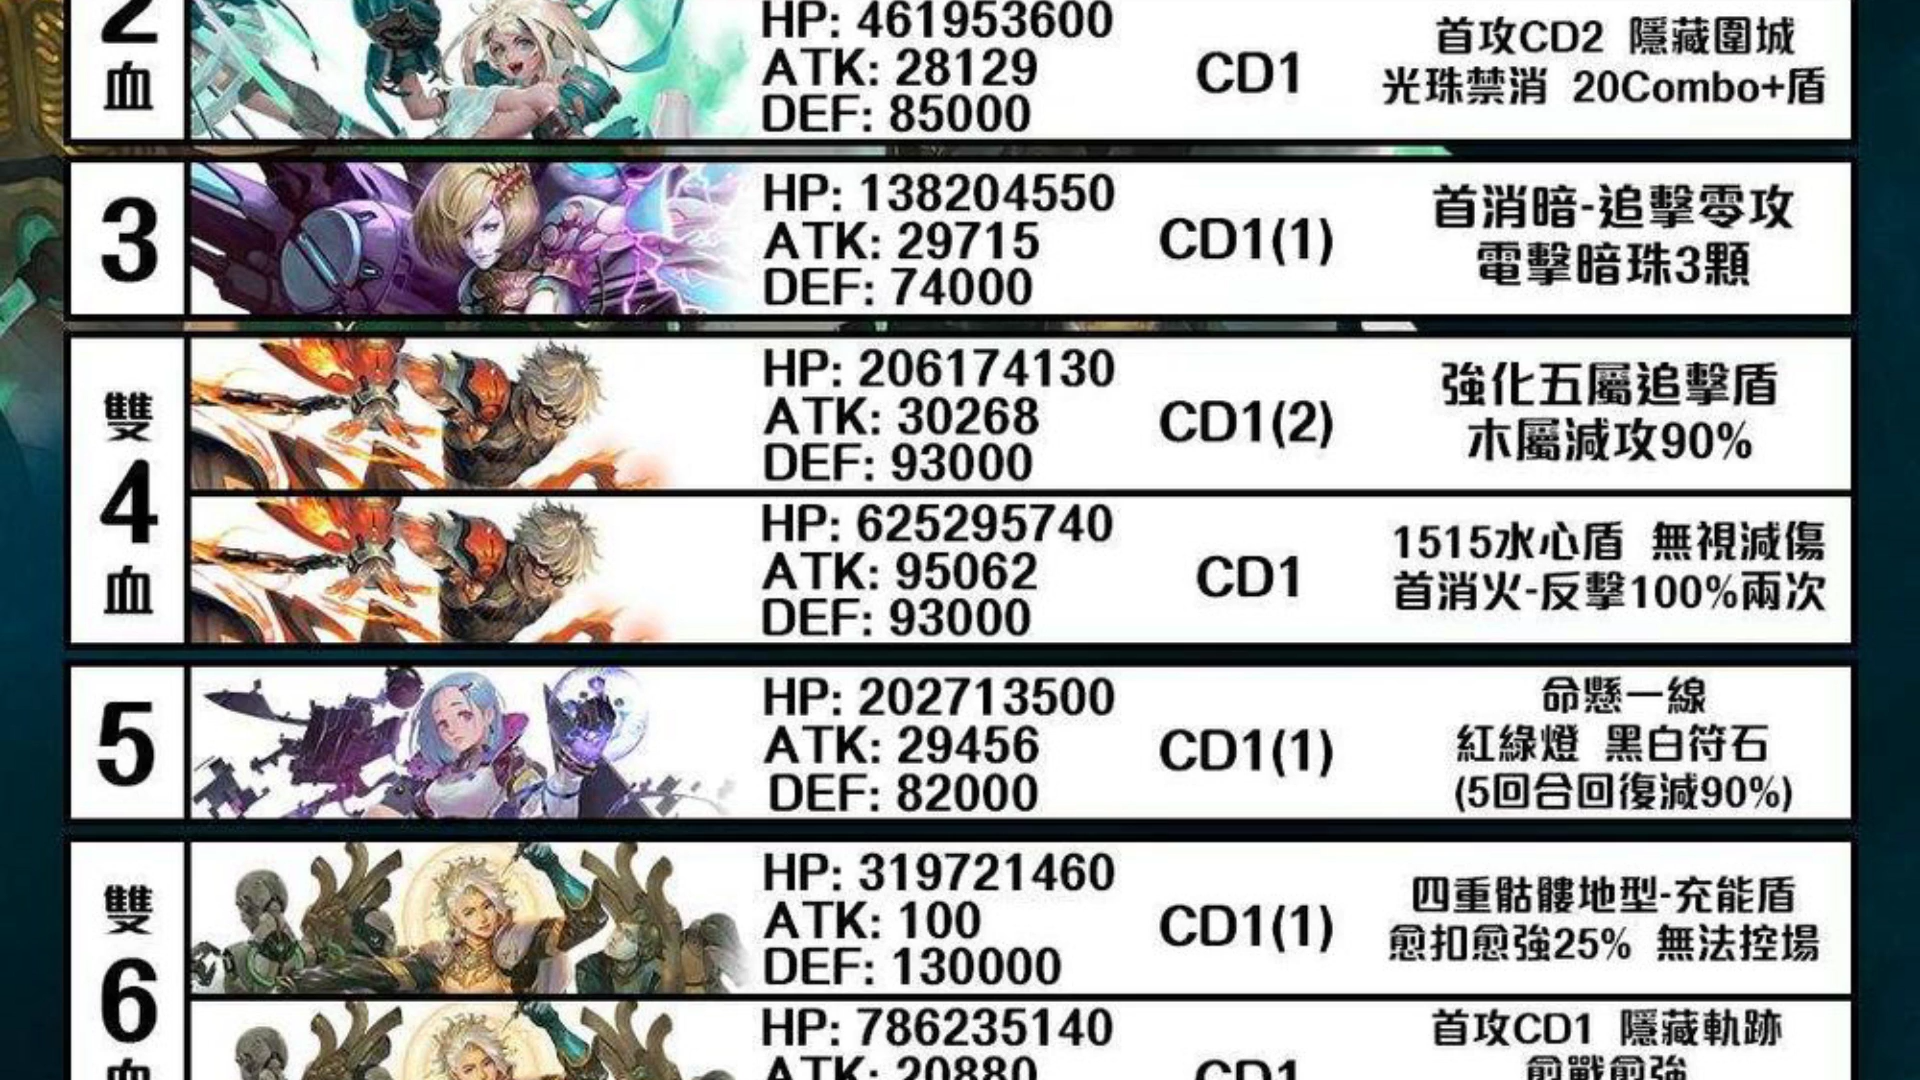 2
血
HP: 461953600
ATK: 28129
DEF: 85000
CD1
首攻CD2 隱藏圍城
光珠禁消 20Combo+盾
3
HP: 138204550
ATK: 29715
DEF: 74000
CD1(1)
首消暗-追擊零攻
電擊暗珠3顆
雙
4
血
HP: 206174130
ATK: 30268
DEF: 93000
CD1(2)
強化五屬追擊盾
木屬減攻90%
HP: 625295740
ATK: 95062
DEF: 93000
CD1
1515水心盾 無視減傷
首消火-反擊100%兩次
5
HP: 202713500
ATK: 29456
DEF: 82000
CD1(1)
命懸一線
紅綠燈 黑白符石
(5回合回復減90%)
雙
6
血
HP: 319721460
ATK: 100
DEF: 130000
CD1(1)
四重骷髏地型-充能盾
愈扣愈強25% 無法控場
HP: 786235140
ATK: 20880
CD1
首攻CD1 隱藏軌跡
愈戰愈強